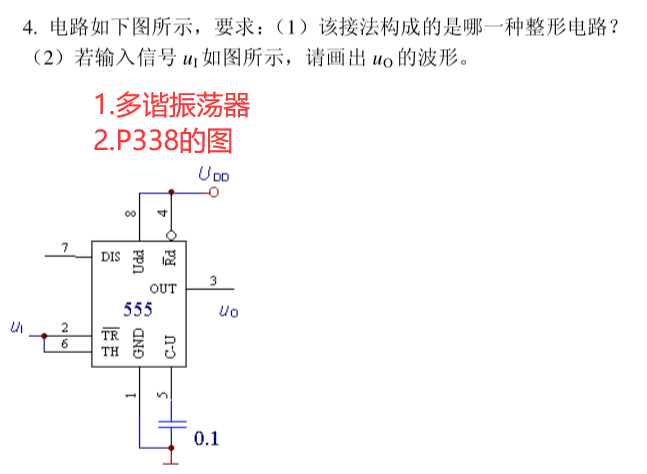 4. 电路如下图所示，要求：（1）该接法构成的是哪一种整形电路？
（2）若输入信号 uI 如图所示，请画出 uO 的波形。
1.多谐振荡器
2.P338的图
UDD
8
4
7
DIS
Udd
Rd
OUT
3
555
uI
uO
2
TR
6
TH
GND
C-U
1
5
0.1